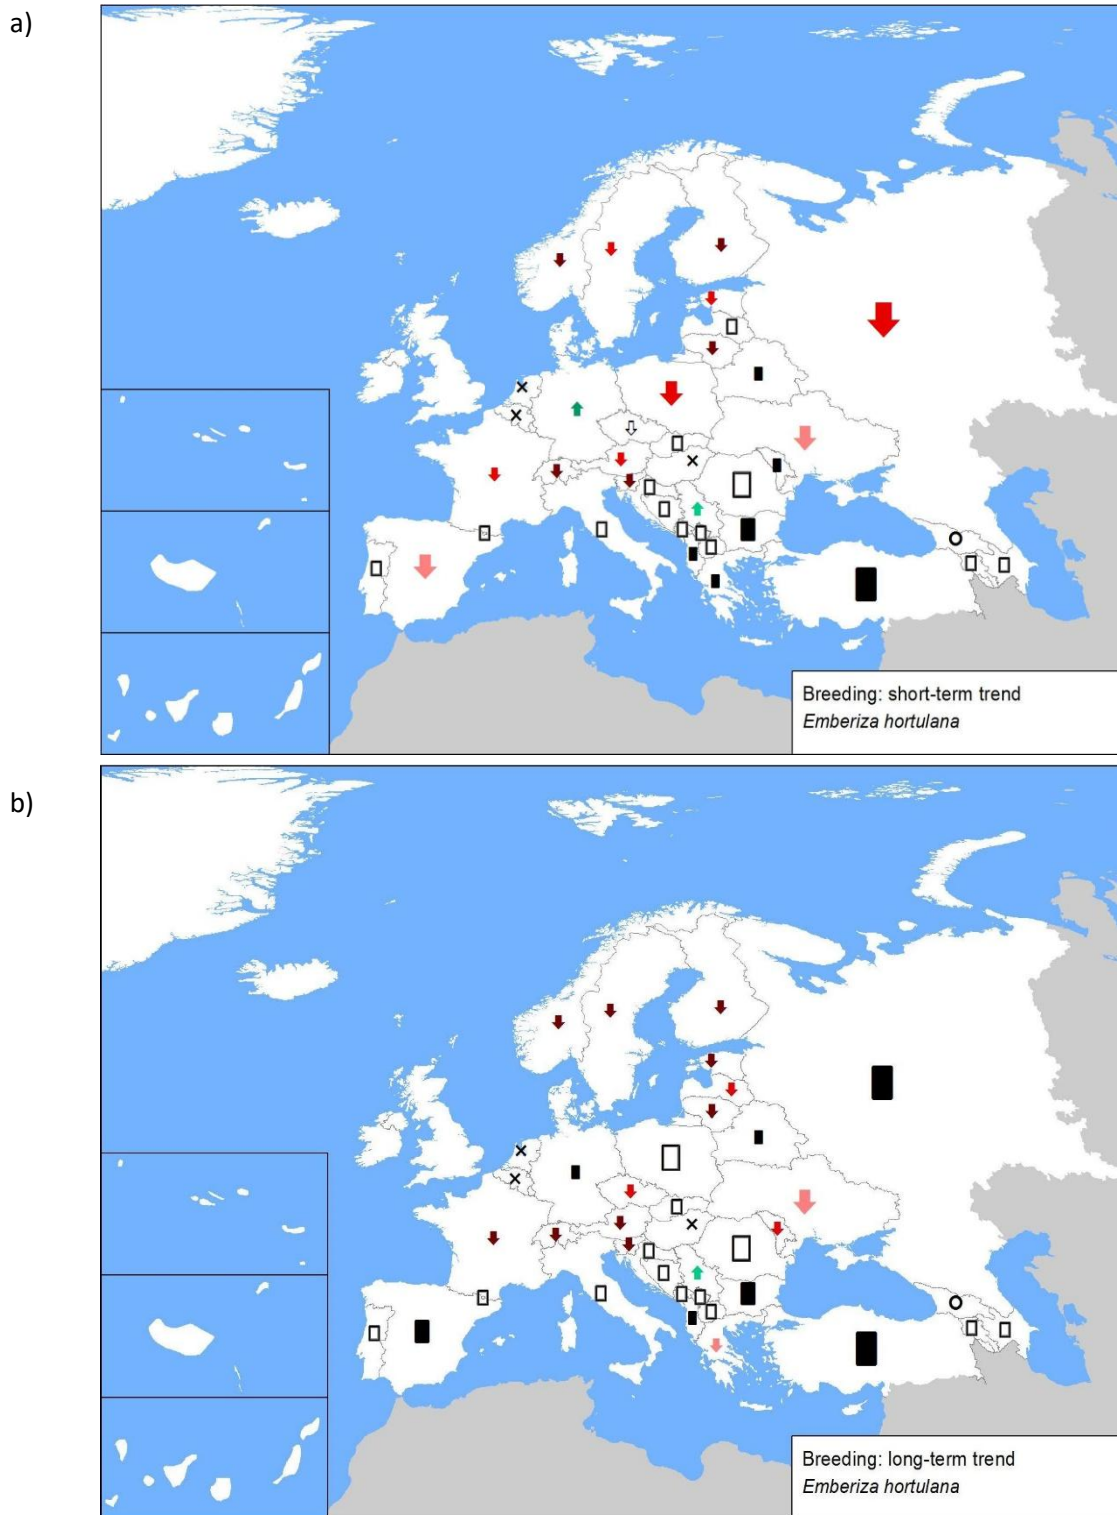 a)
Breeding: short-term trend
Emberiza hortulana
b)
Breeding: long-term trend
Emberiza hortulana